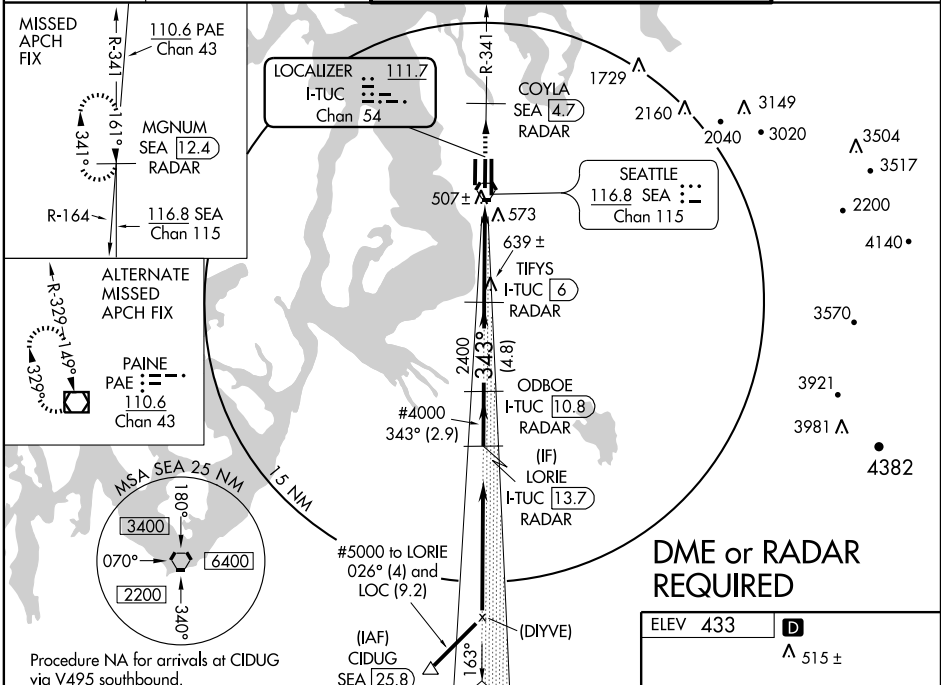 MISSED
APCH
FIX
110.6 PAE
Chan 43
R-341
161°
341°
MGNUM
SEA 12.4
RADAR
R-164
116.8 SEA
Chan 115
ALTERNATE
MISSED
APCH FIX
R-329
149°
329°
PAINE
PAE
110.6
Chan 43
LOCALIZER 111.7
I-TUC
Chan 54
R-341
COYLA
SEA 4.7
RADAR
1729
2160
2040
3149
3020
3504
3517
2200
4140
3570
3921
3981
4382
SEATTLE
116.8 SEA
Chan 115
507 ±
573
639 ±
TIFYS
I-TUC 6
RADAR
2400
343°
(4.8)
ODBOE
I-TUC 10.8
RADAR
#4000
343° (2.9)
(IF)
LORIE
I-TUC 13.7
RADAR
15 NM
MSA SEA 25 NM
180°
3400
070°
6400
2200
340°
#5000 to LORIE
026° (4) and
LOC (9.2)
(DIYVE)
163°
(IAF)
CIDUG
SEA 25.8
Procedure NA for arrivals at CIDUG
via V495 southbound.
DME or RADAR
REQUIRED
ELEV 433 D
515 ±